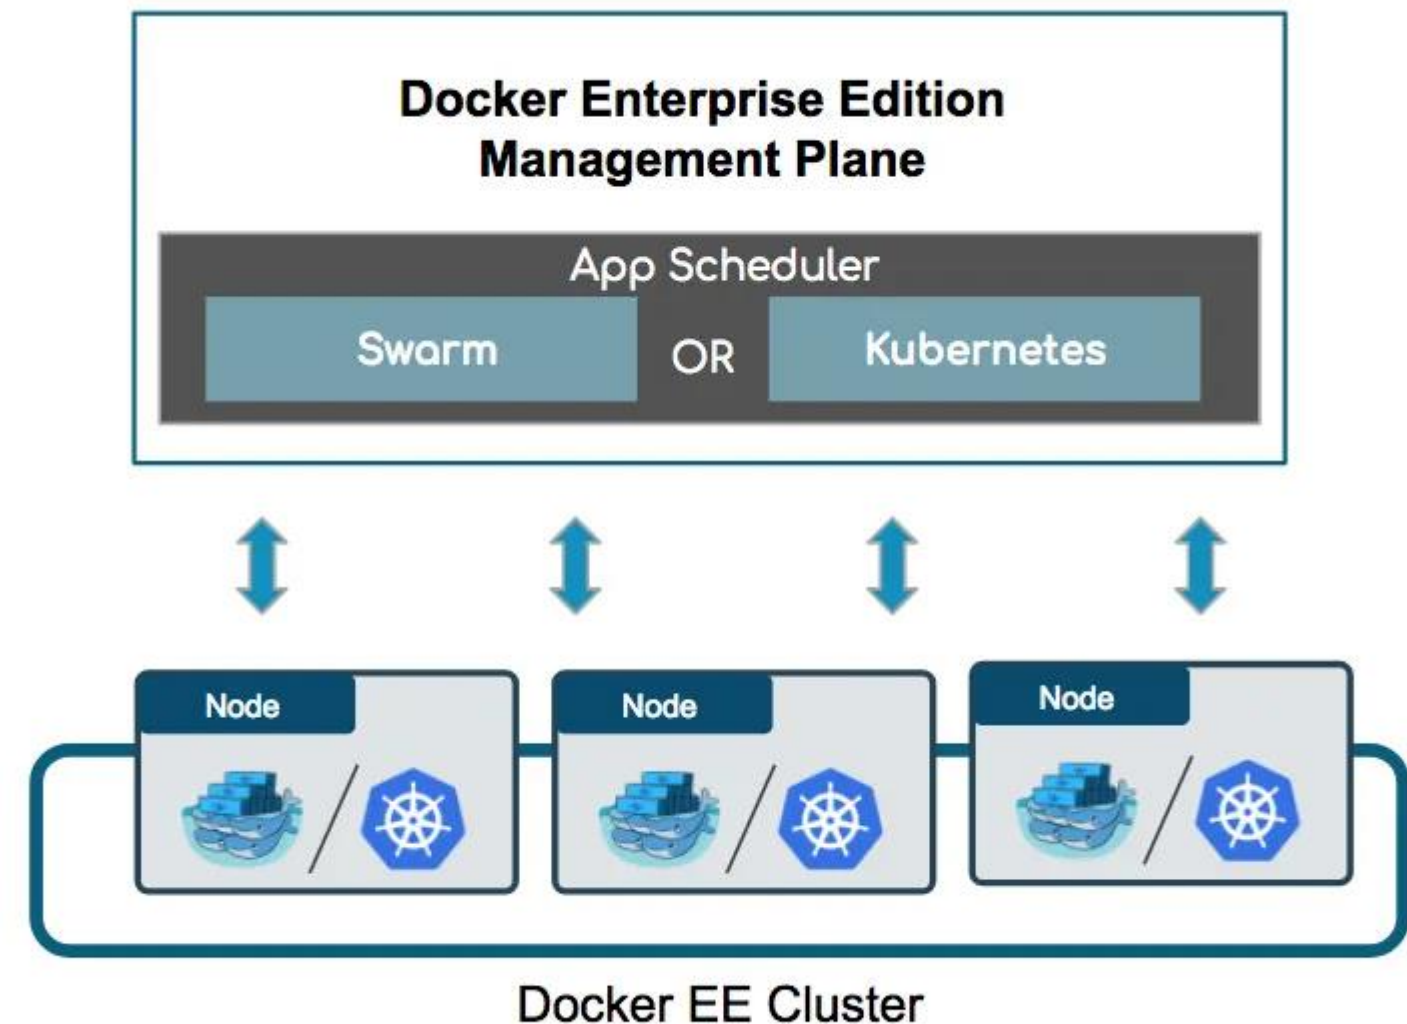 Docker Enterprise Edition
Management Plane
App Scheduler
Swarm OR Kubernetes
Node Node Node
Docker EE Cluster